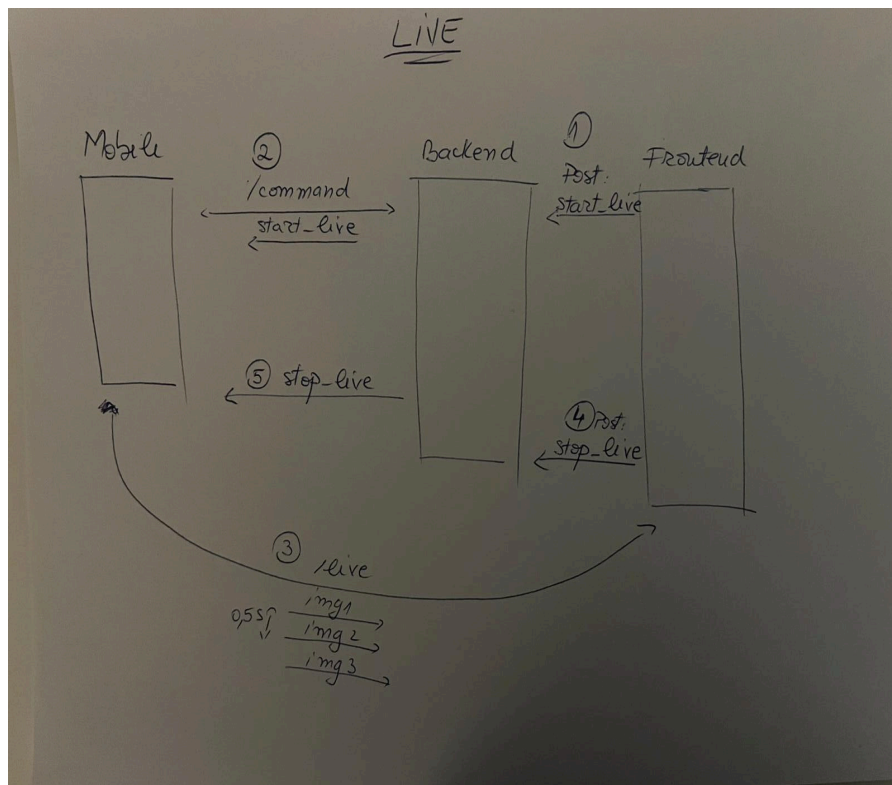 LIVE
Mobile
②
Backend
①
Frontend
/command
Post:
start_live
start_live
⑤ stop_live
④ Post:
stop_live
③
/live
img1
0,5s
img2
img3